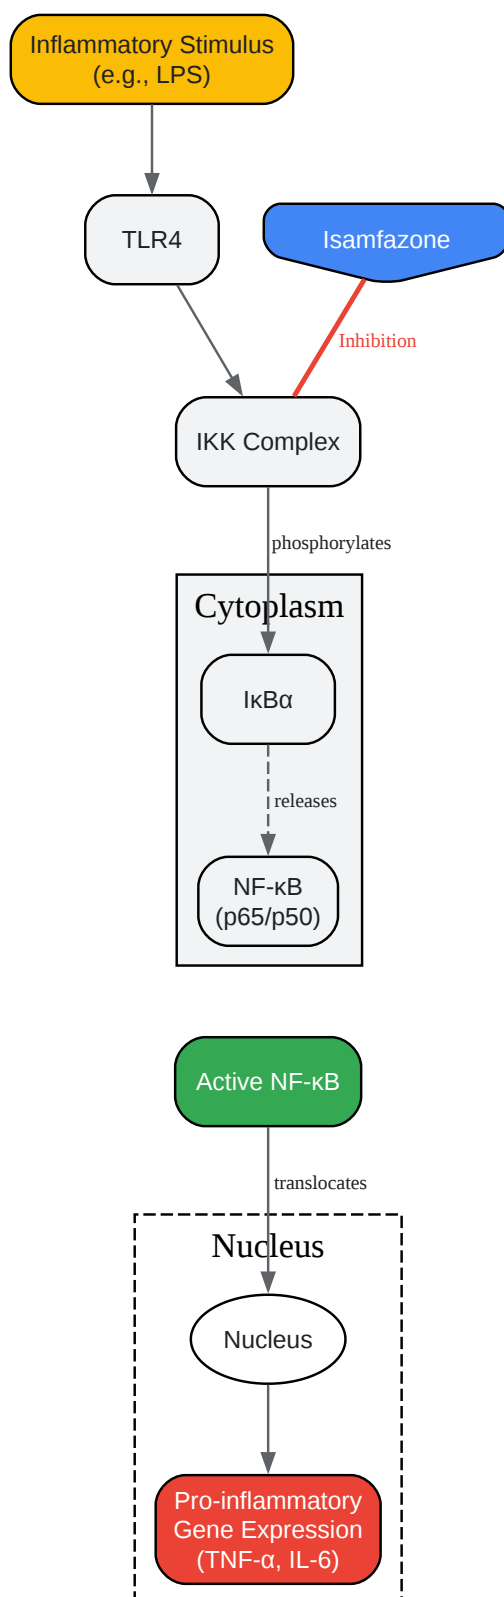 Inflammatory Stimulus
(e.g., LPS)
TLR4
Isamfazone
Inhibition
IKK Complex
phosphorylates
Cytoplasm
IκBα
releases
NF-κB
(p65/p50)
Active NF-κB
translocates
Nucleus
Nucleus
Pro-inflammatory
Gene Expression
(TNF-α, IL-6)